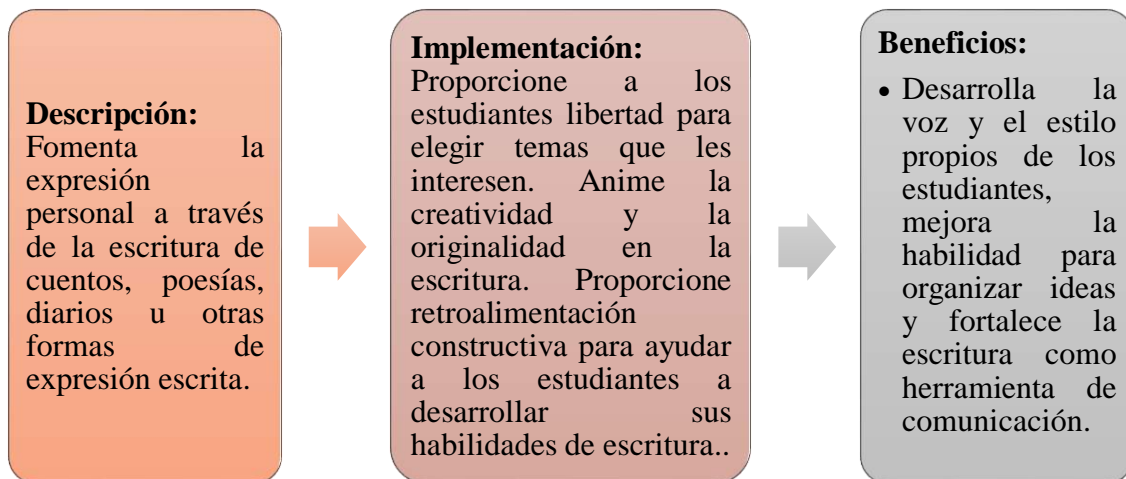 Descripción:
Fomenta la
expresión
personal a través
de la escritura de
cuentos, poesías,
diarios u otras
formas de
expresión escrita.
Implementación:
Proporcione a los
estudiantes libertad para
elegir temas que les
interesen. Anime la
creatividad y la
originalidad en la
escritura. Proporcione
retroalimentación
constructiva para ayudar
a los estudiantes a
desarrollar sus
habilidades de escritura..
Beneficios:
• Desarrolla la
voz y el estilo
propios de los
estudiantes,
mejora la
habilidad para
organizar ideas
y fortalece la
escritura como
herramienta de
comunicación.